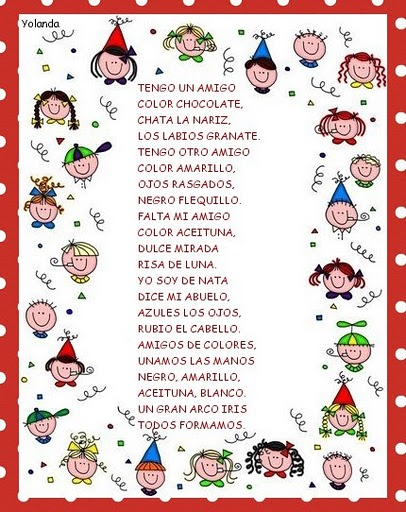 Yolanda
TENGO UN AMIGO
COLOR CHOCOLATE,
CHATA LA NARIZ,
LOS LABIOS GRANATE.
TENGO OTRO AMIGO
COLOR AMARILLO,
OJOS RASGADOS,
NEGRO FLEQUILLO.
FALTA MI AMIGO
COLOR ACEITUNA,
DULCE MIRADA
RISA DE LUNA.
YO SOY DE NATA
DICE MI ABUELO,
AZULES LOS OJOS,
RUBIO EL CABELLO.
AMIGOS DE COLORES,
UNAMOS LAS MANOS
NEGRO, AMARILLO,
ACEITUNA, BLANCO.
UN GRAN ARCO IRIS
TODOS FORMAMOS.